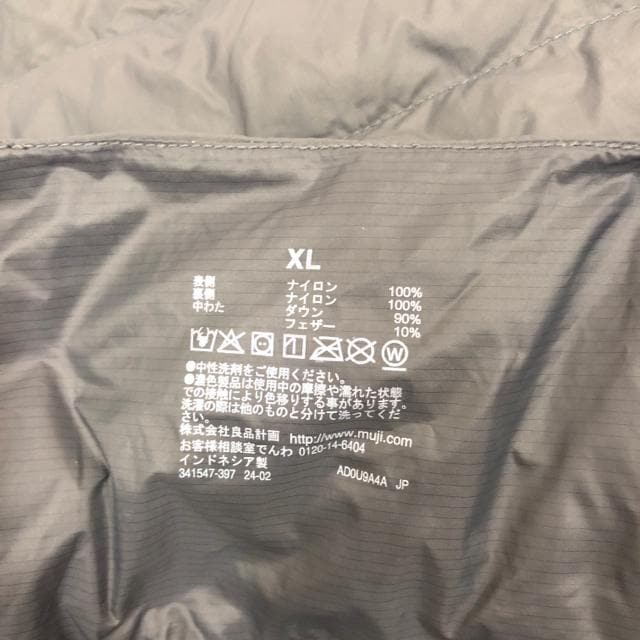 XL
表側 ナイロン 100%
裏側 ナイロン 100%
中わた ダウン 90%
フェザー 10%
W
●中性洗剤をご使用ください。
●濃色製品は使用中の摩擦や濡れた状態
での接触により色移りする事があります。
洗濯の際は他のものと分けて洗ってくだ
さい。
株式会社良品計画 http://www.muji.com
お客様相談室でんわ 0120-14-6404
インドネシア製
341547-397 24-02 AD0U9A4A JP